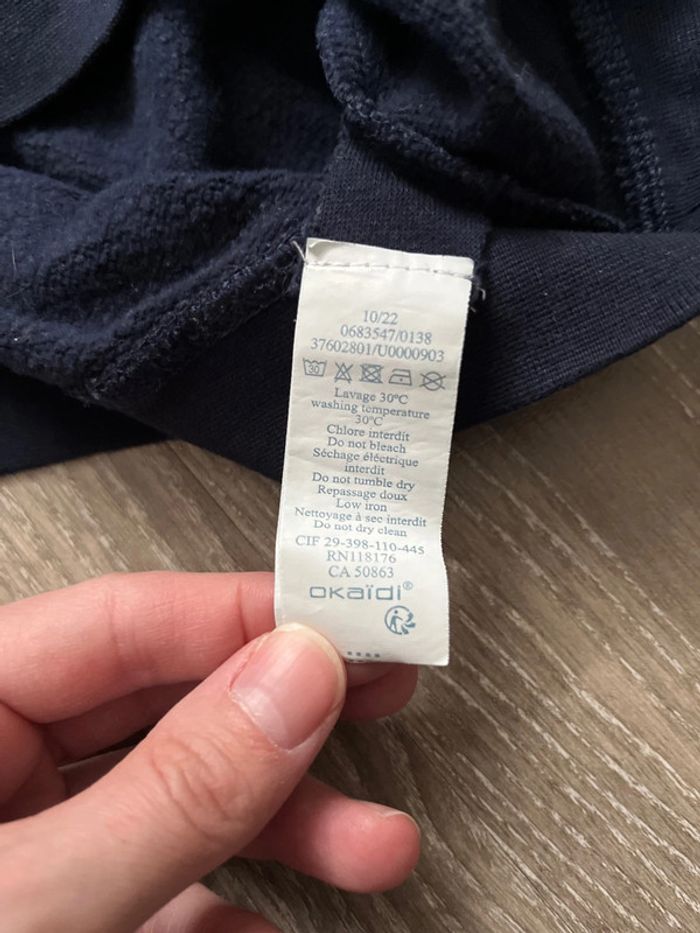 10/22
0683547/0138
37602801/U0000903
30
Lavage 30°C
washing temperature
30°C
Chlore interdit
Do not bleach
Séchage électrique
interdit
Do not tumble dry
Repassage doux
Low iron
Nettoyage à sec interdit
Do not dry clean
CIF 29-398-110-445
RN118176
CA 50863
okaïdi®